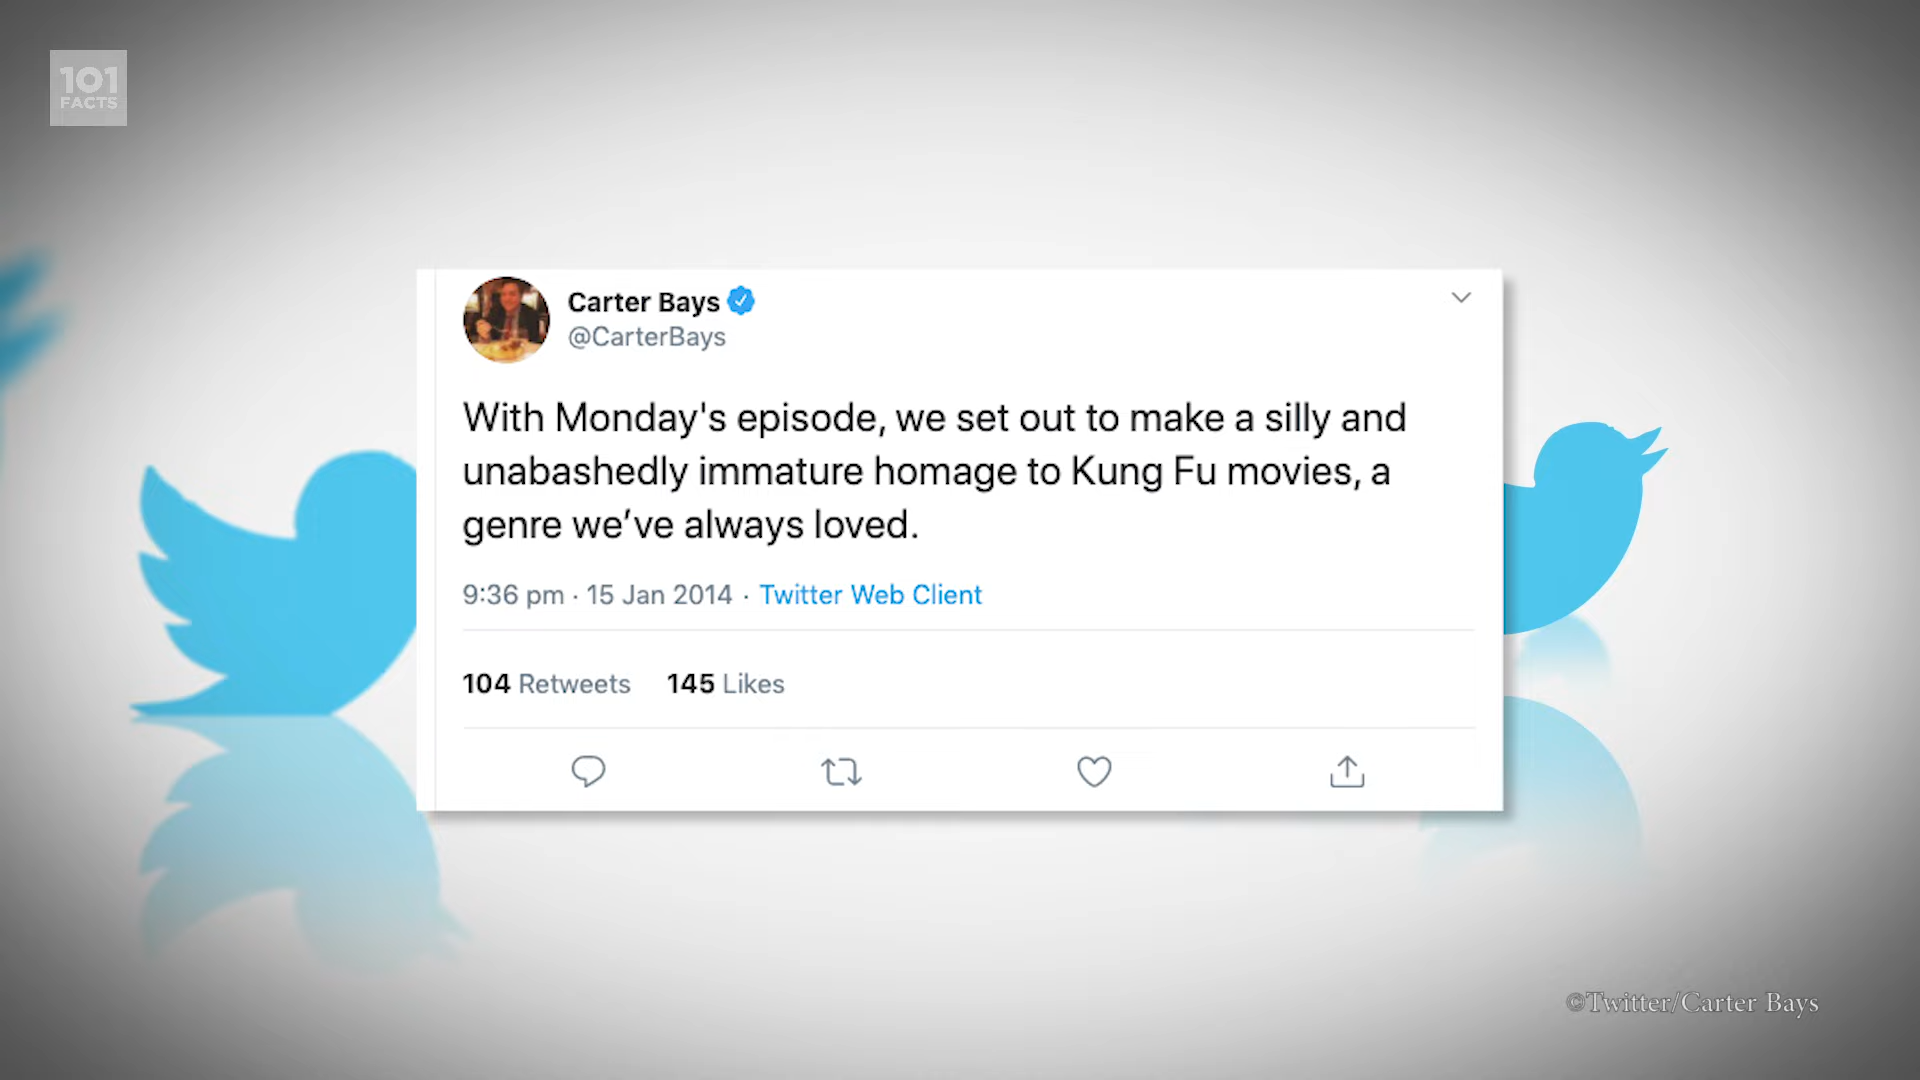 101
FACTS
Carter Bays
@CarterBays
With Monday's episode, we set out to make a silly and
unabashedly immature homage to Kung Fu movies, a
genre we’ve always loved.
9:36 pm · 15 Jan 2014 · Twitter Web Client
104 Retweets 145 Likes
©Twitter/Carter Bays